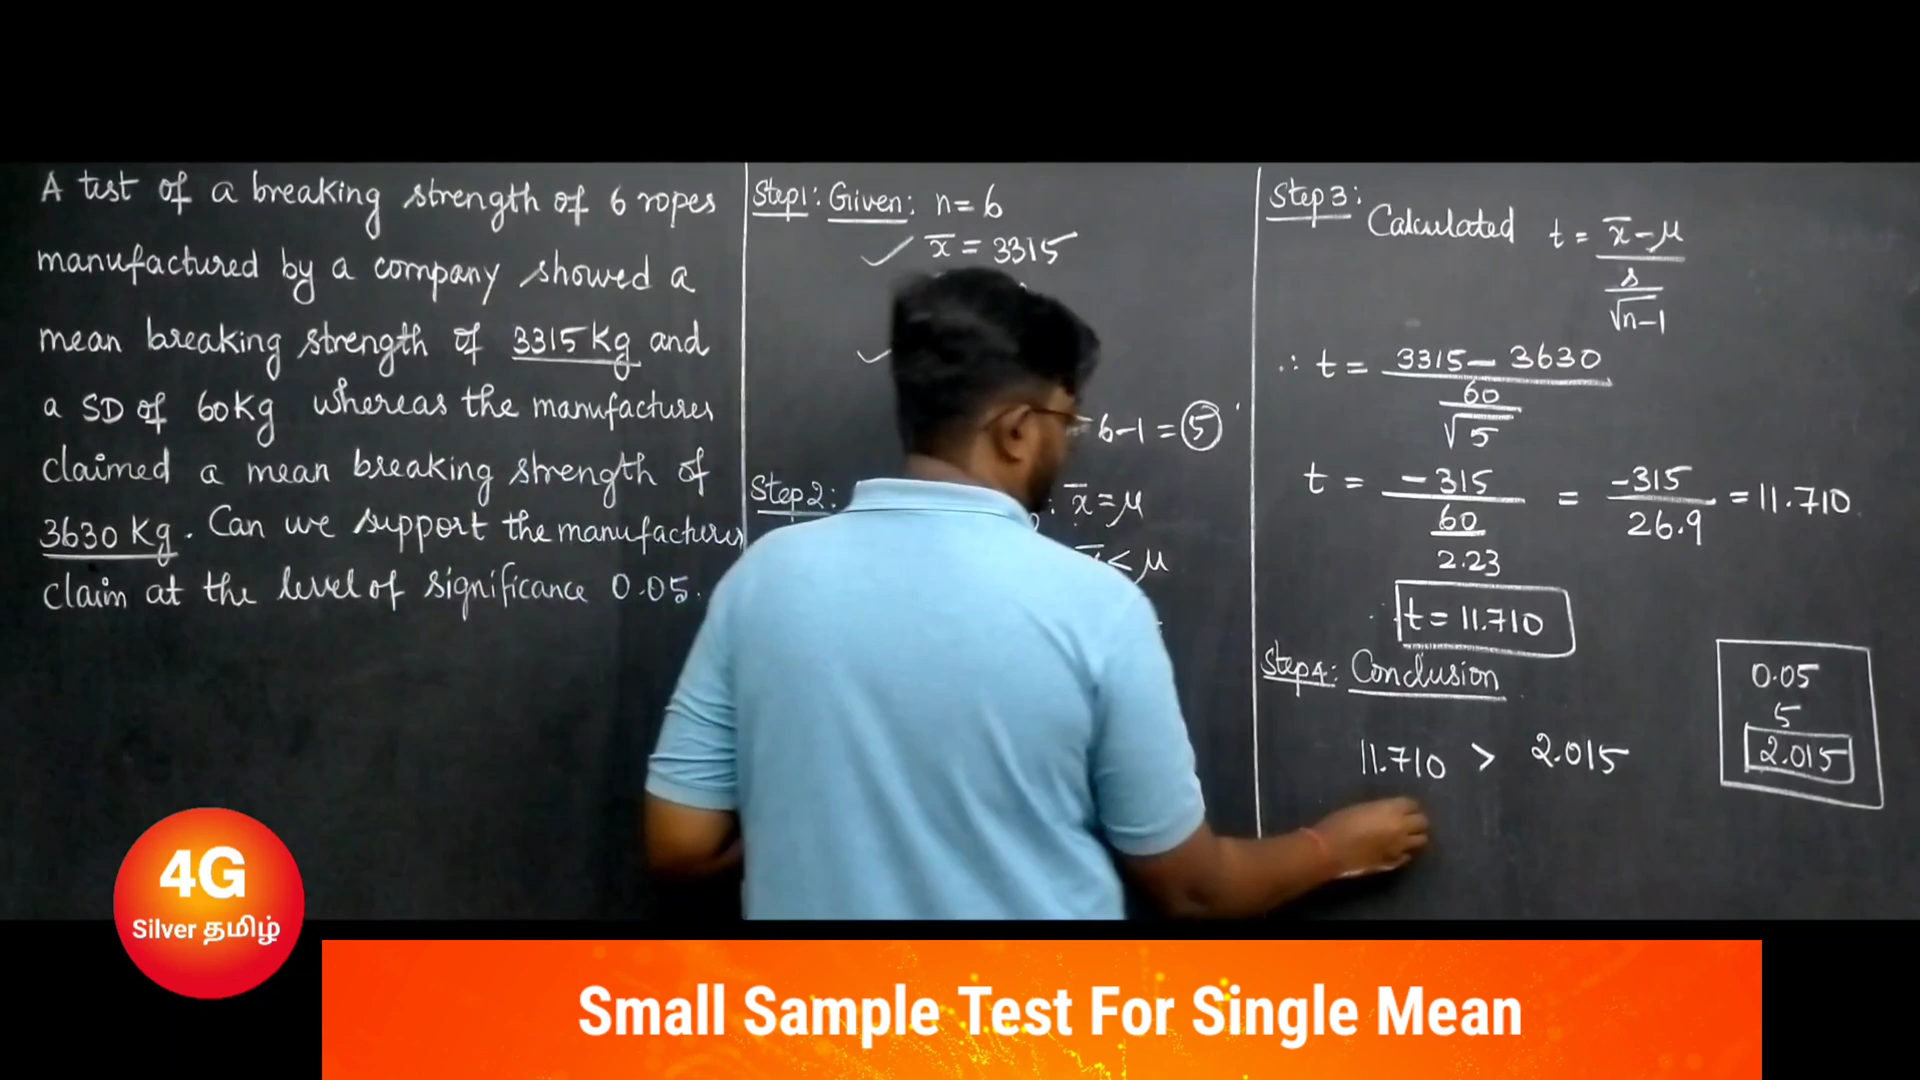 A test of a breaking strength of 6 ropes
manufactured by a company showed a
mean breaking strength of 3315 kg and
a SD of 60 Kg whereas the manufacturer
claimed a mean breaking strength of
3630 Kg. Can we support the manufacturer
claim at the level of significance 0.05.
Step1: Given: n = 6
x̄ = 3315
6-1 = 5
Step2: : x̄ = μ
< μ
Step3:
Calculated t = x̄ - μ / s / √n-1
∴ t = 3315 - 3630 / 60 / √5
t = -315 / 60 / 2.23 = -315 / 26.9 = 11.710
t = 11.710
Step4: Conclusion
11.710 > 2.015
0.05
5
2.015
4G
Silver தமிழ்
Small Sample Test For Single Mean